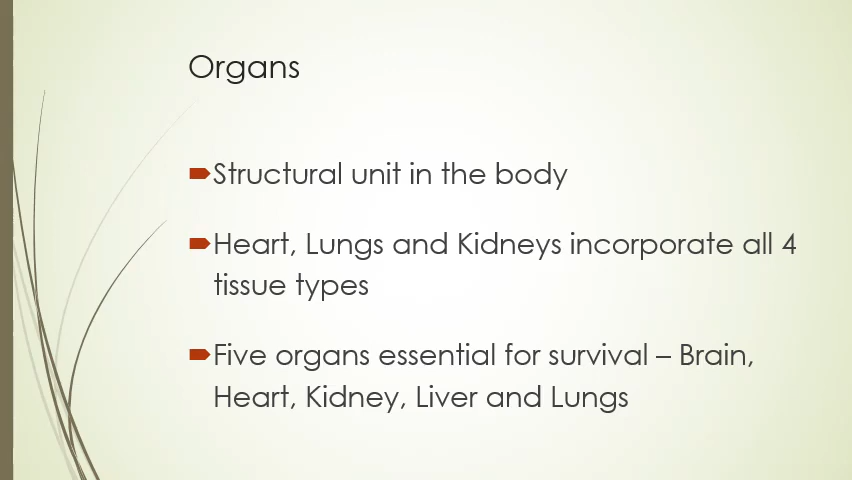 Organs
Structural unit in the body
Heart, Lungs and Kidneys incorporate all 4
tissue types
Five organs essential for survival – Brain,
Heart, Kidney, Liver and Lungs